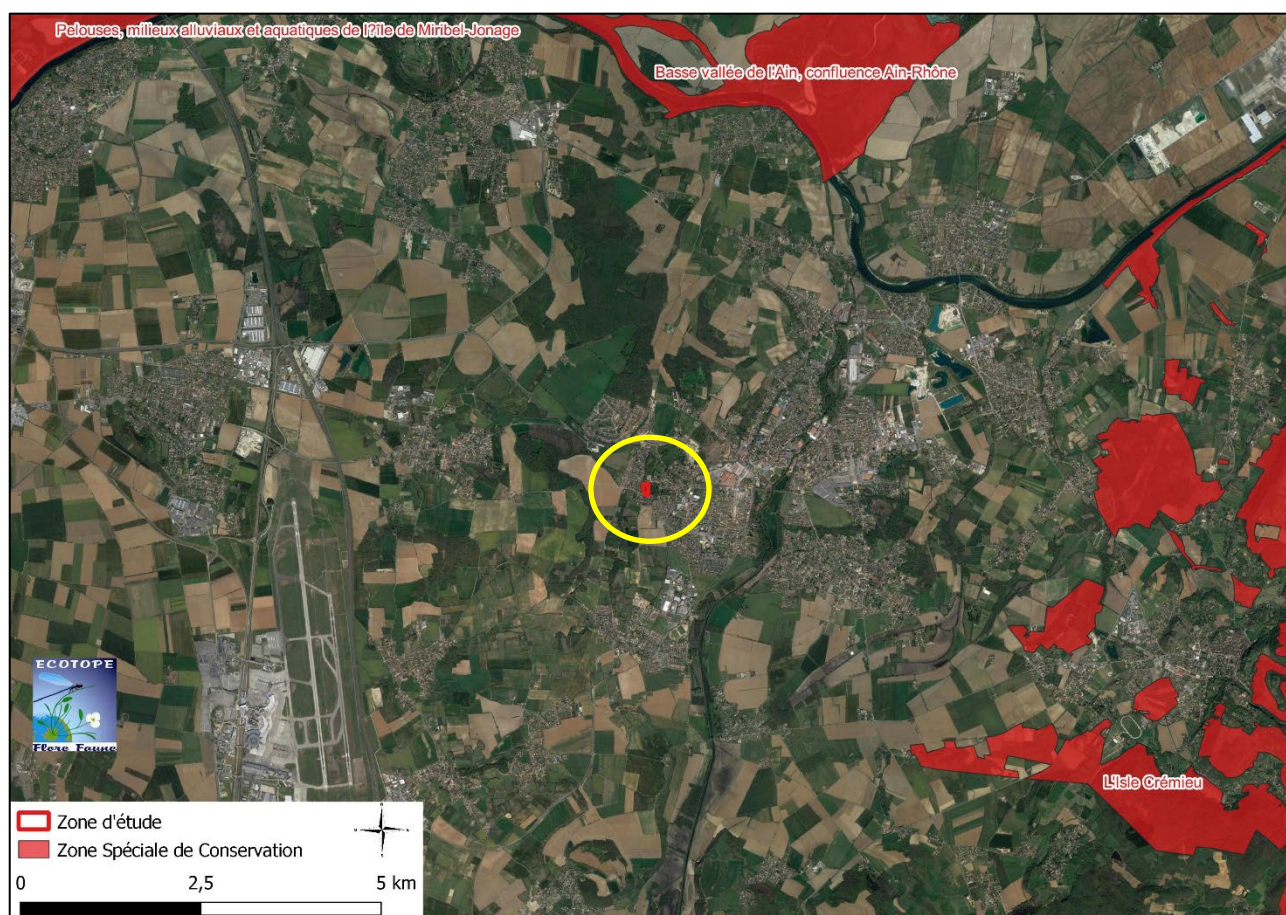 Pelouses, milieux alluviaux et aquatiques de l?île de Miribel-Jonage
Basse vallée de l'Ain, confluence Ain-Rhône
L'Isle Crémieu
ECOTOPE
Flore Faune
Zone d'étude
Zone Spéciale de Conservation
0 2,5 5 km